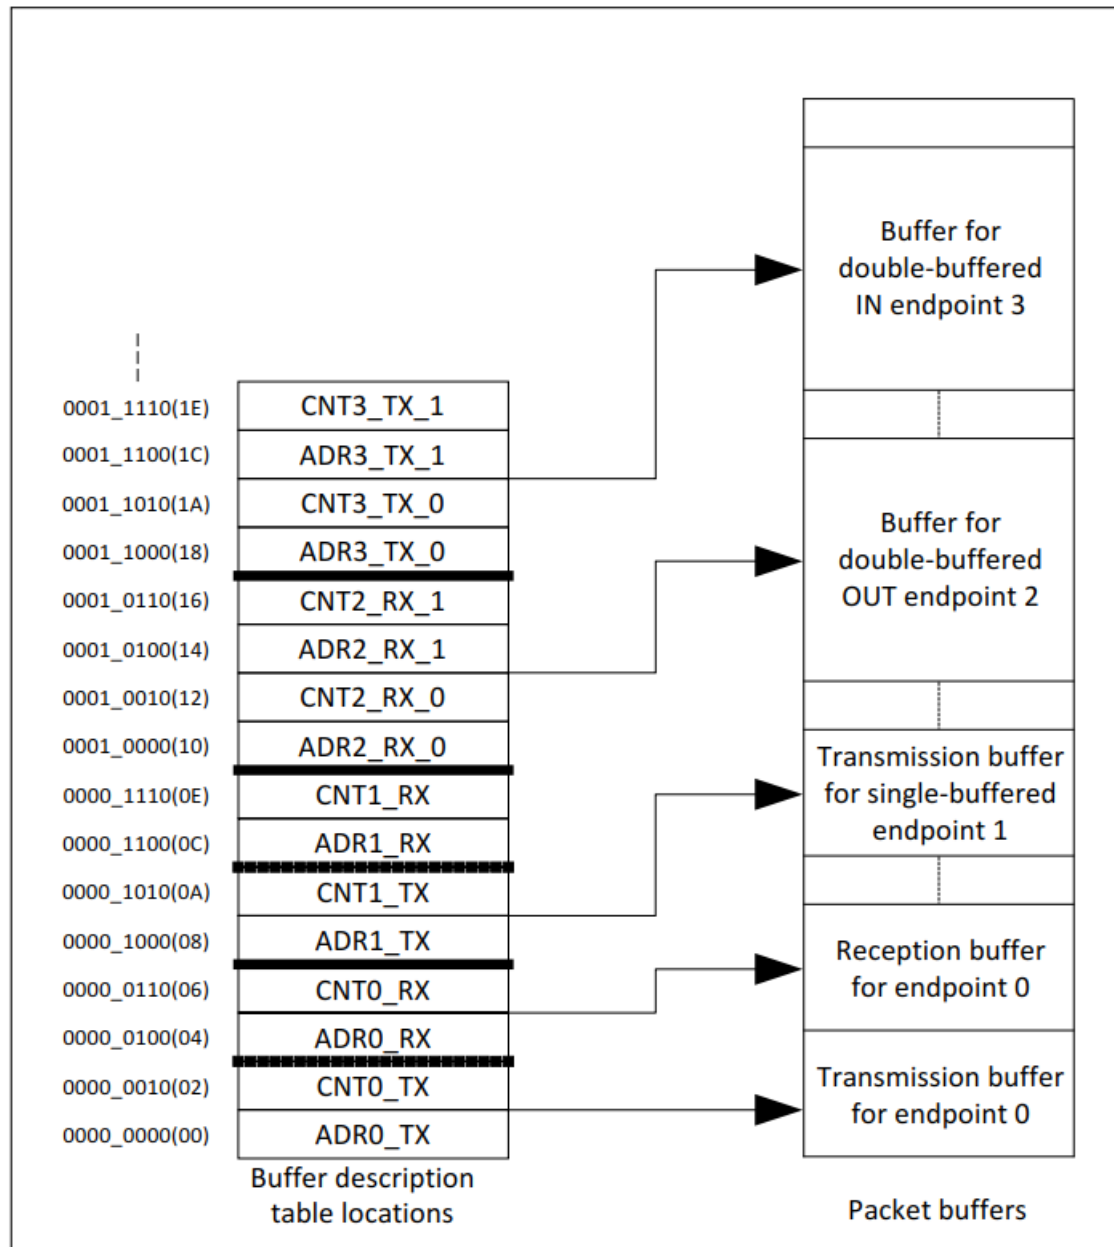 Buffer for
double-buffered
IN endpoint 3
0001_1110(1E) CNT3_TX_1
0001_1100(1C) ADR3_TX_1
0001_1010(1A) CNT3_TX_0
0001_1000(18) ADR3_TX_0
0001_0110(16) CNT2_RX_1
0001_0100(14) ADR2_RX_1
0001_0010(12) CNT2_RX_0
0001_0000(10) ADR2_RX_0
0000_1110(0E) CNT1_RX
0000_1100(0C) ADR1_RX
0000_1010(0A) CNT1_TX
0000_1000(08) ADR1_TX
0000_0110(06) CNT0_RX
0000_0100(04) ADR0_RX
0000_0010(02) CNT0_TX
0000_0000(00) ADR0_TX
Buffer description
table locations
Buffer for
double-buffered
OUT endpoint 2
Transmission buffer
for single-buffered
endpoint 1
Reception buffer
for endpoint 0
Transmission buffer
for endpoint 0
Packet buffers